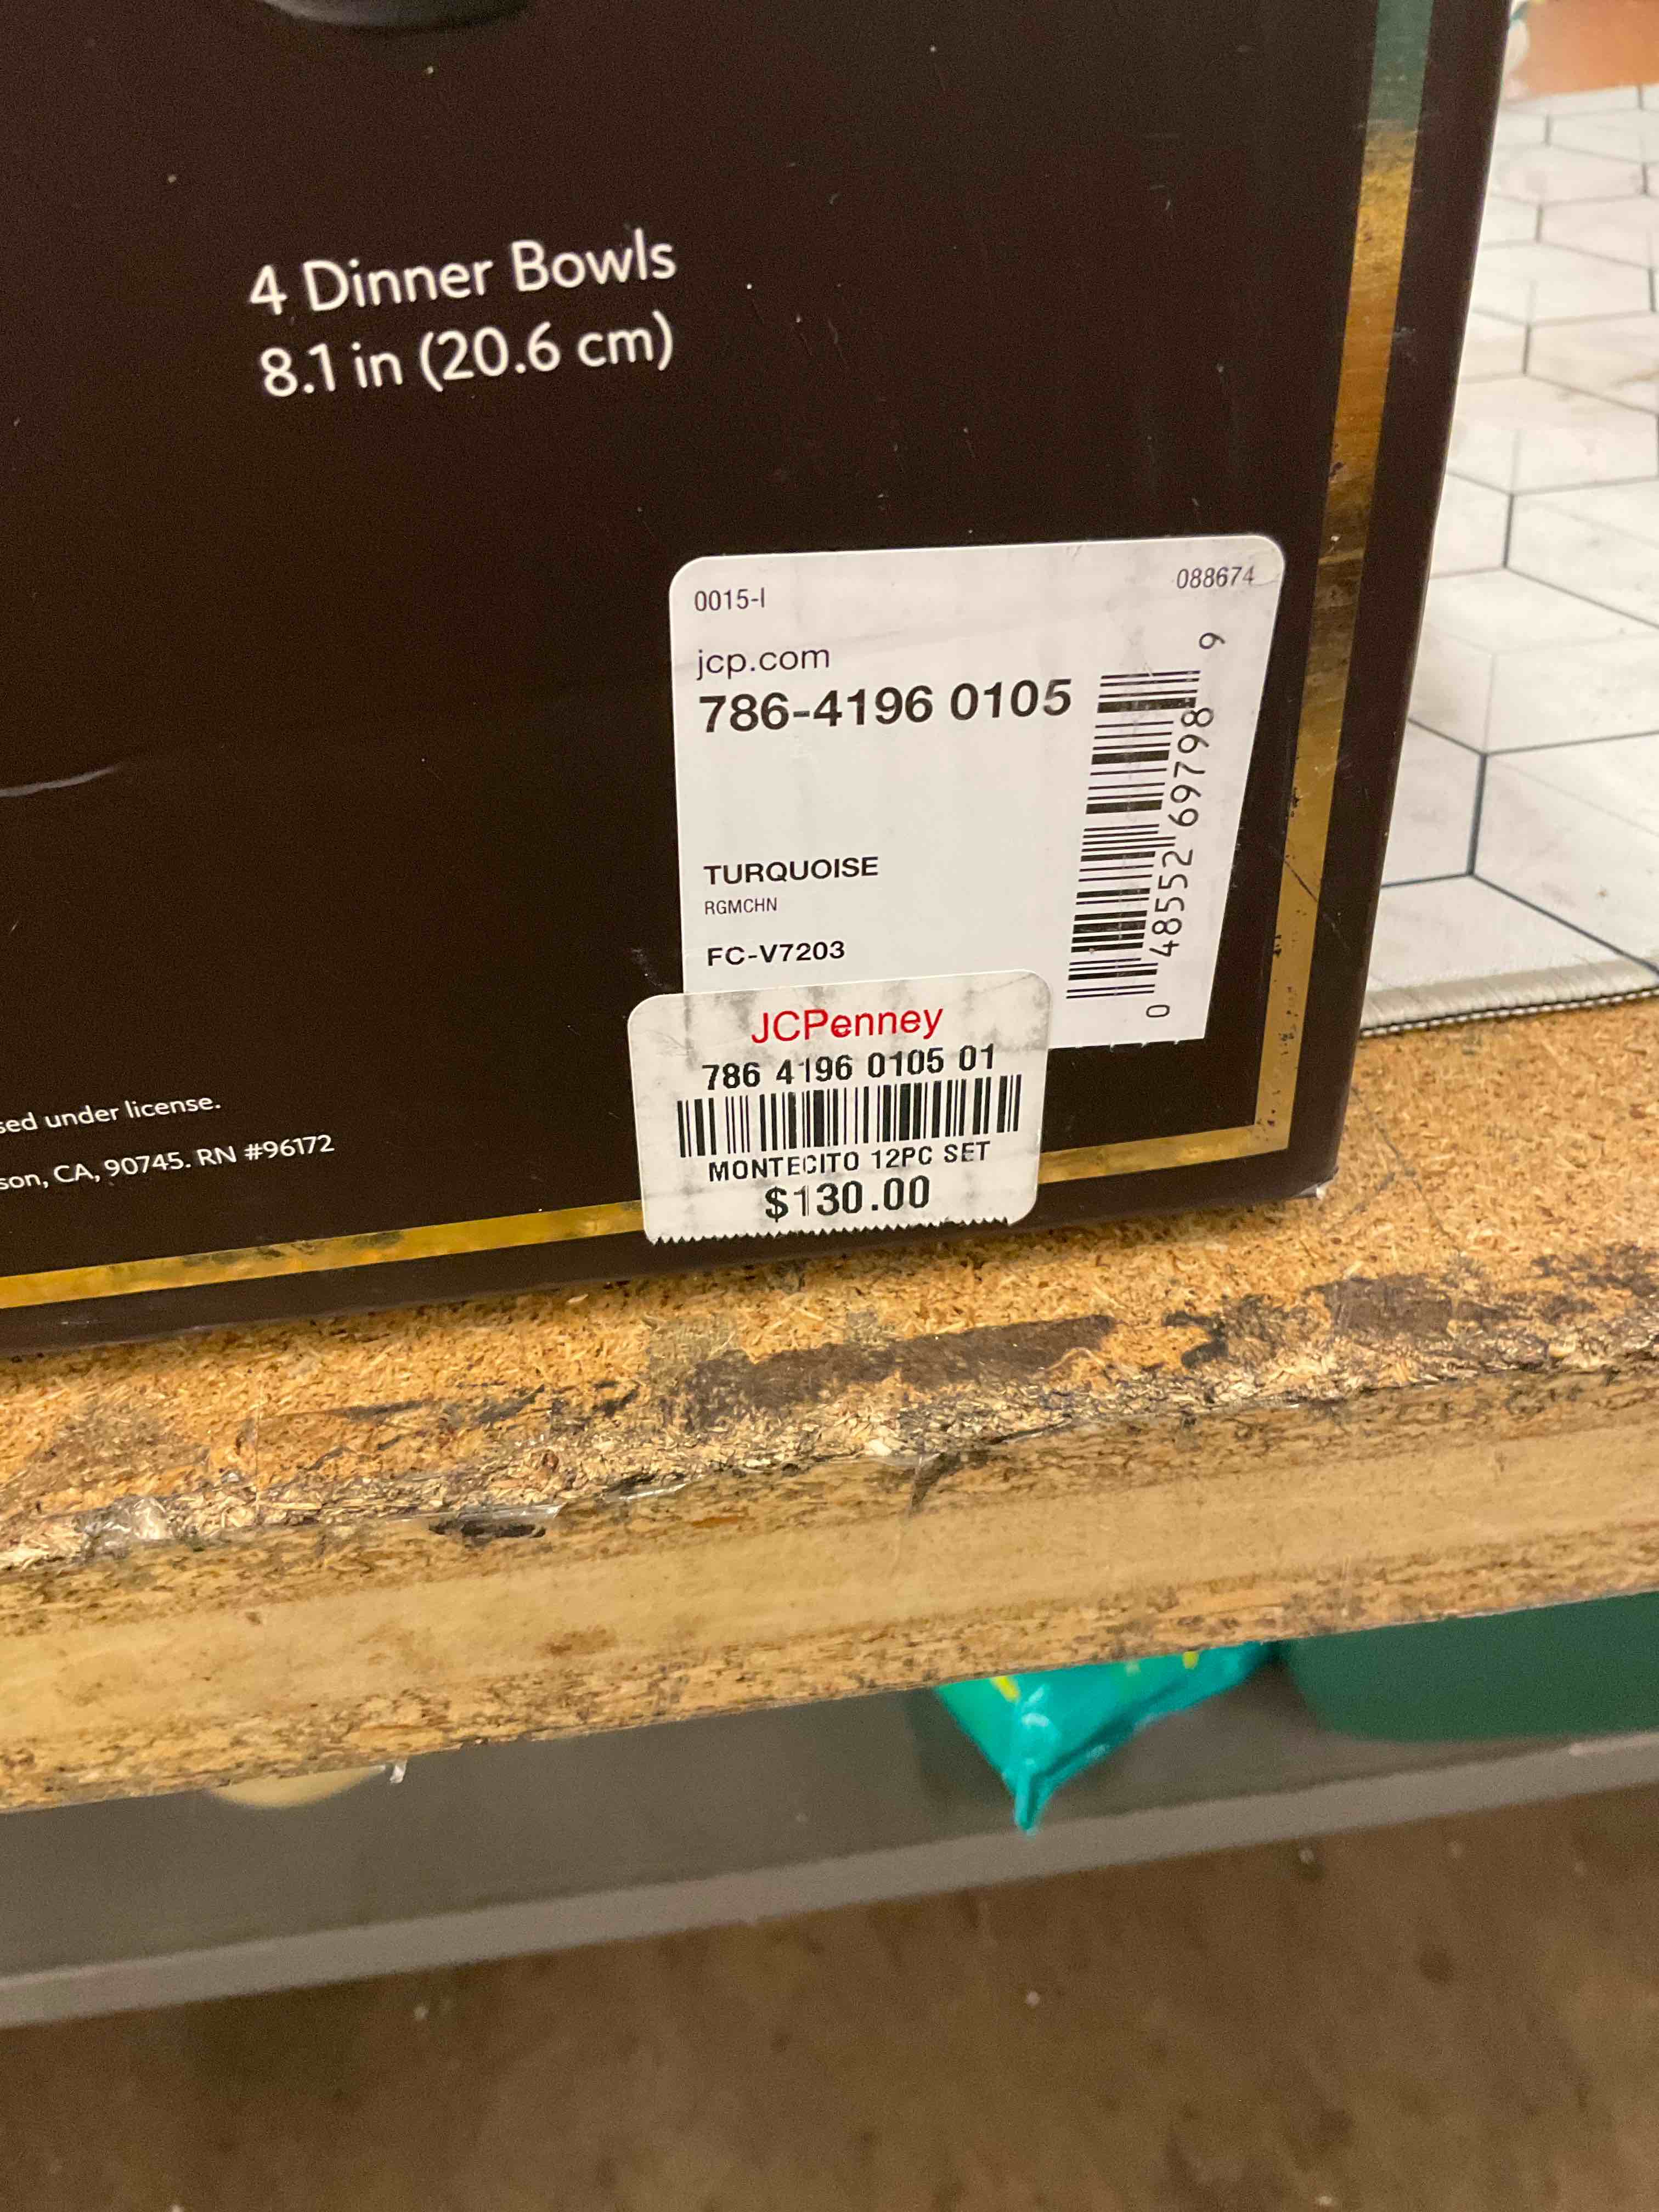 4 Dinner Bowls
8.1 in (20.6 cm)
0015-I
088674
jcp.com
786-4196 0105
TURQUOISE
RGMCHN
FC-V7203
0 48552 69798 9
JCPenney
786 4196 0105 01
MONTECITO 12PC SET
$130.00
under license.
CA, 90745. RN #96172